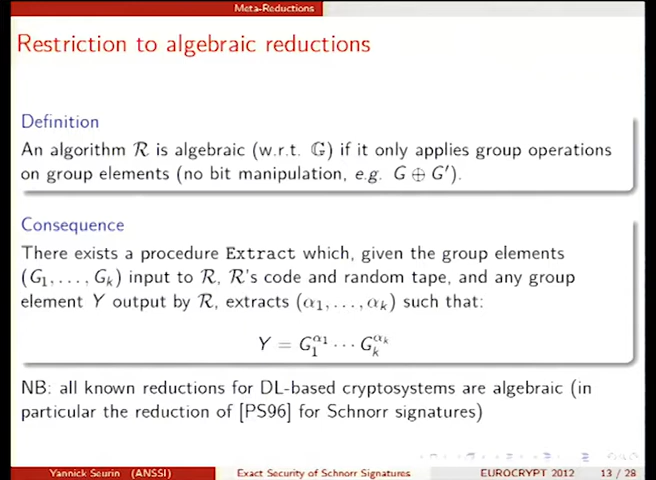 Meta-Reductions
Restriction to algebraic reductions
Definition
An algorithm ℛ is algebraic (w.r.t. 𝔾) if it only applies group operations
on group elements (no bit manipulation, e.g. G ⊕ G′).
Consequence
There exists a procedure Extract which, given the group elements
(G₁, . . . , Gₖ) input to ℛ, ℛ's code and random tape, and any group
element Y output by ℛ, extracts (α₁, . . . , αₖ) such that:
Y = G₁^α₁ · · · Gₖ^αₖ
NB: all known reductions for DL-based cryptosystems are algebraic (in
particular the reduction of [PS96] for Schnorr signatures)
Yannick Seurin (ANSSI) Exact Security of Schnorr Signatures EUROCRYPT 2012 13 / 28